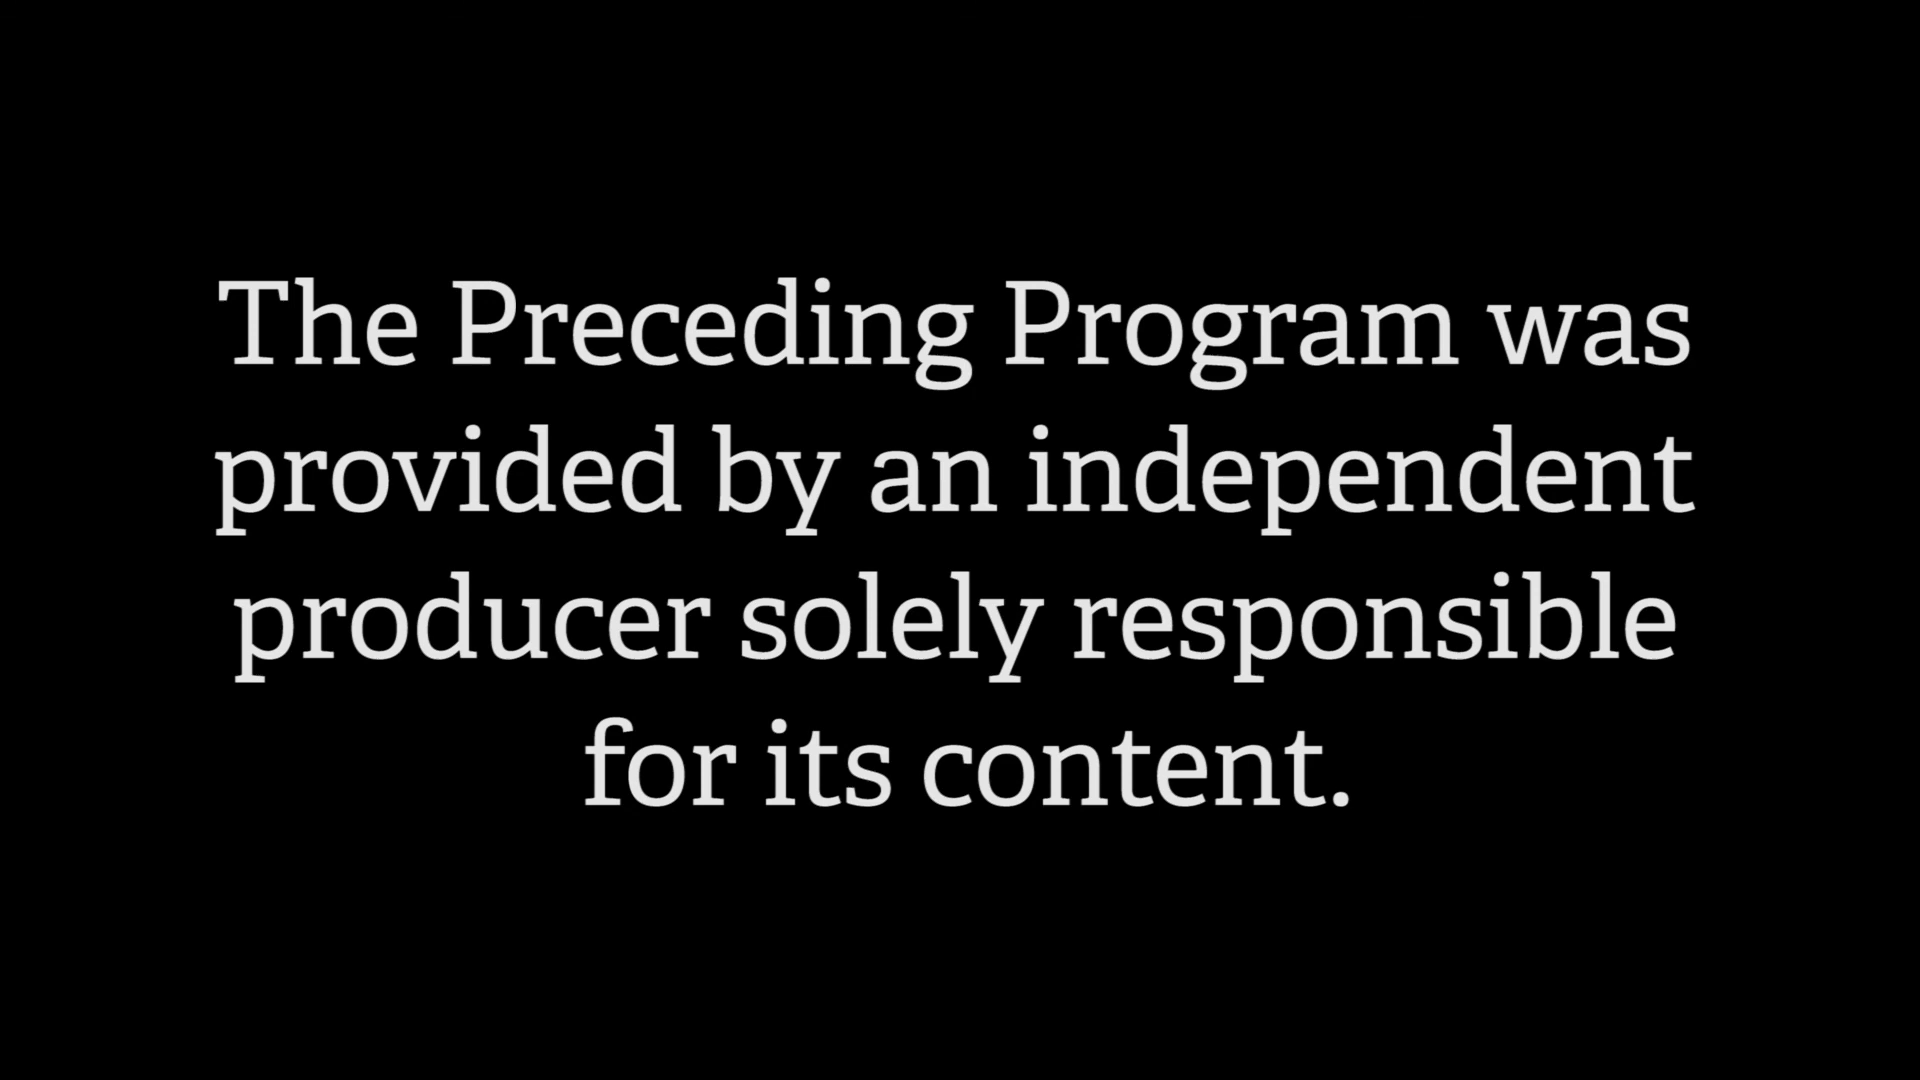 The Preceding Program was
provided by an independent
producer solely responsible
for its content.